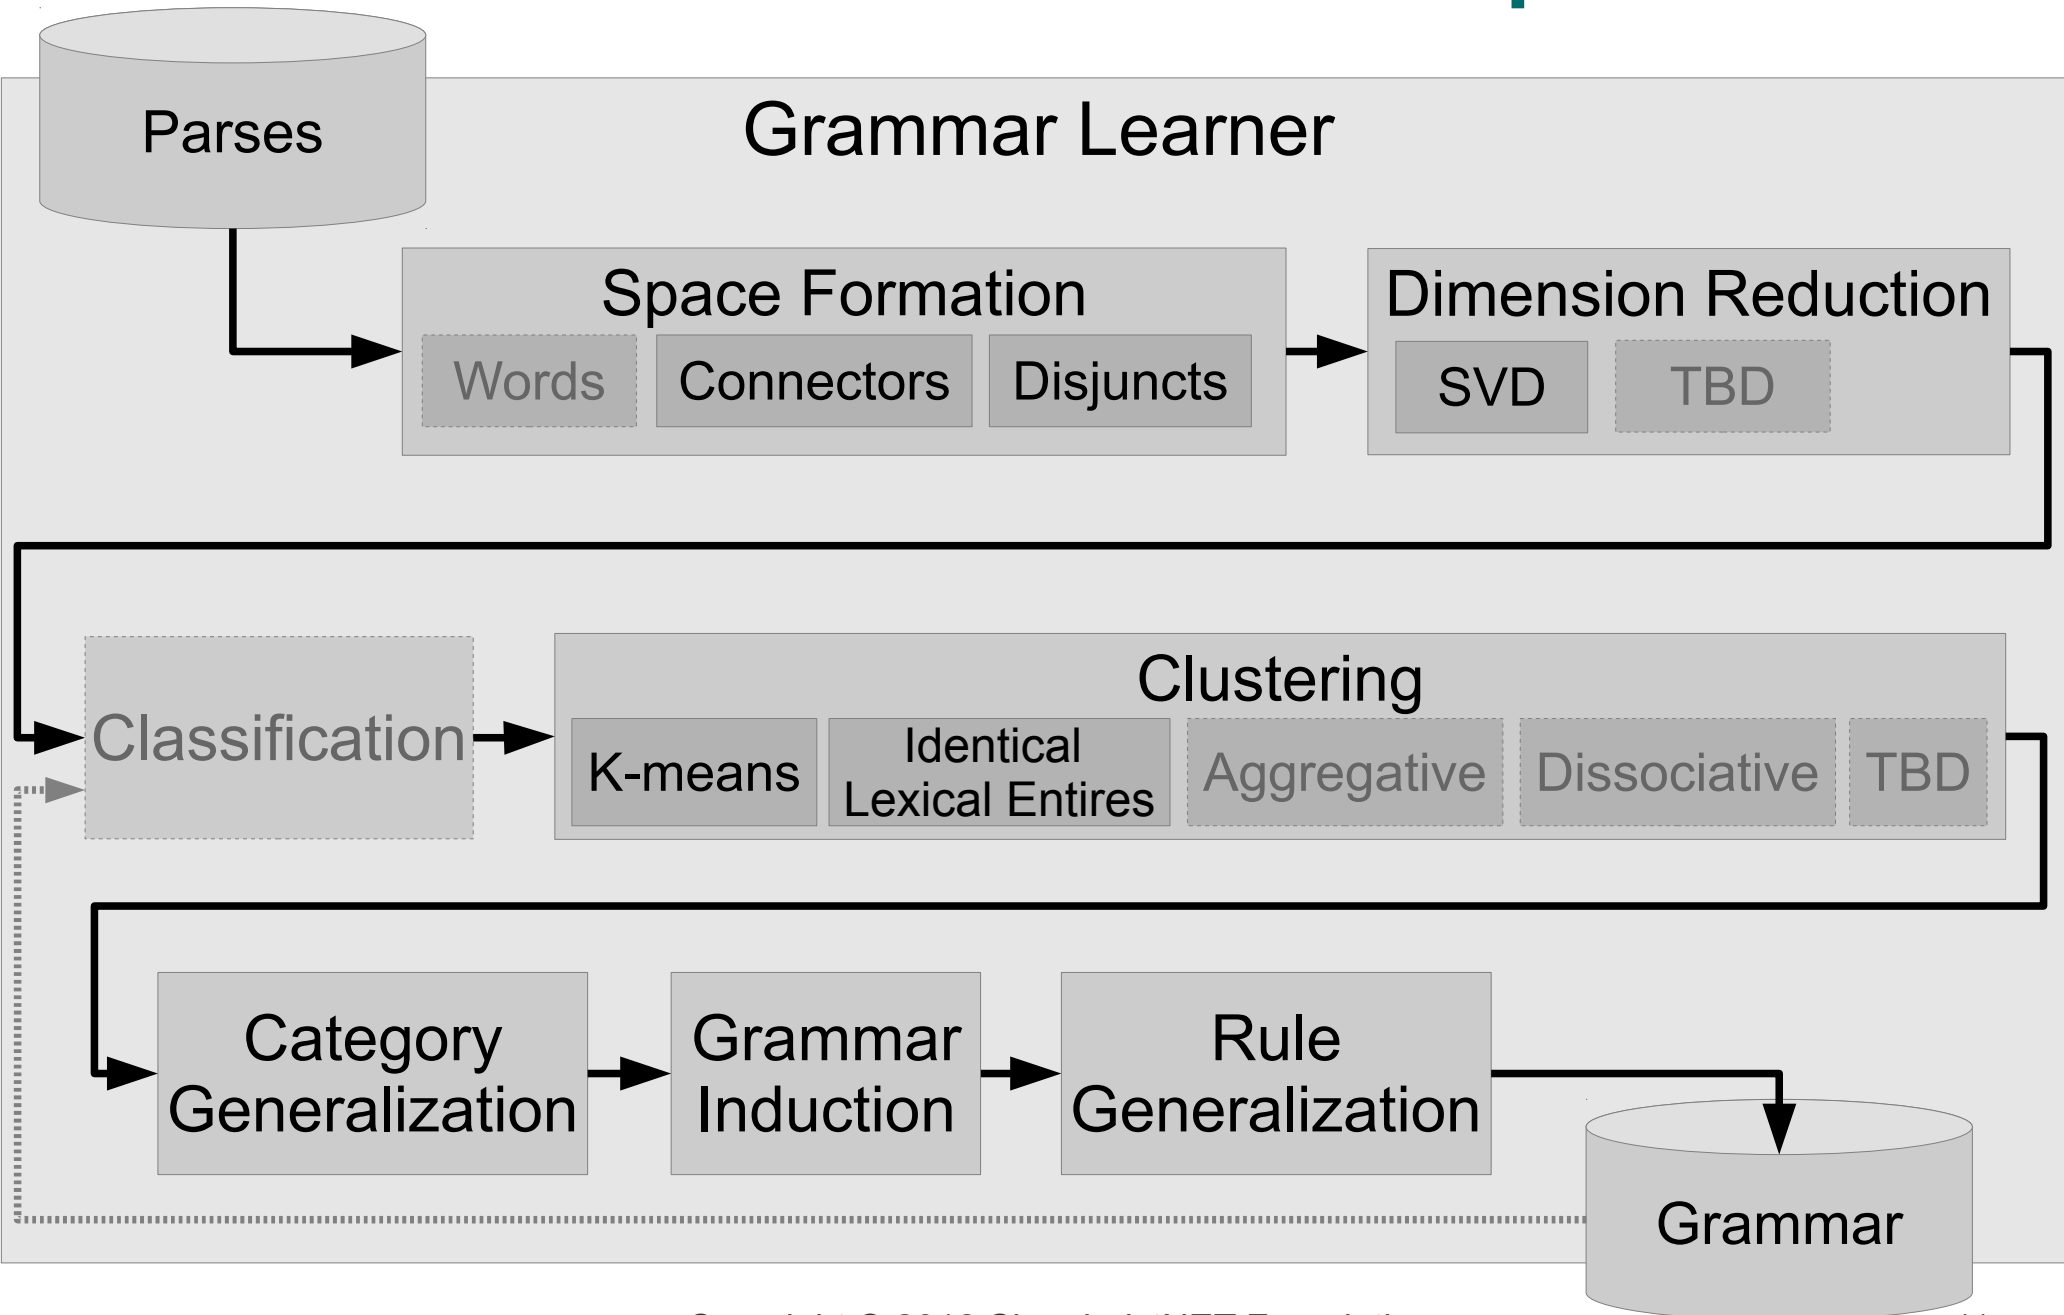 Parses
Grammar Learner
Space Formation
Words
Connectors
Disjuncts
Dimension Reduction
SVD
TBD
Classification
Clustering
K-means
Identical
Lexical Entires
Aggregative
Dissociative
TBD
Category
Generalization
Grammar
Induction
Rule
Generalization
Grammar